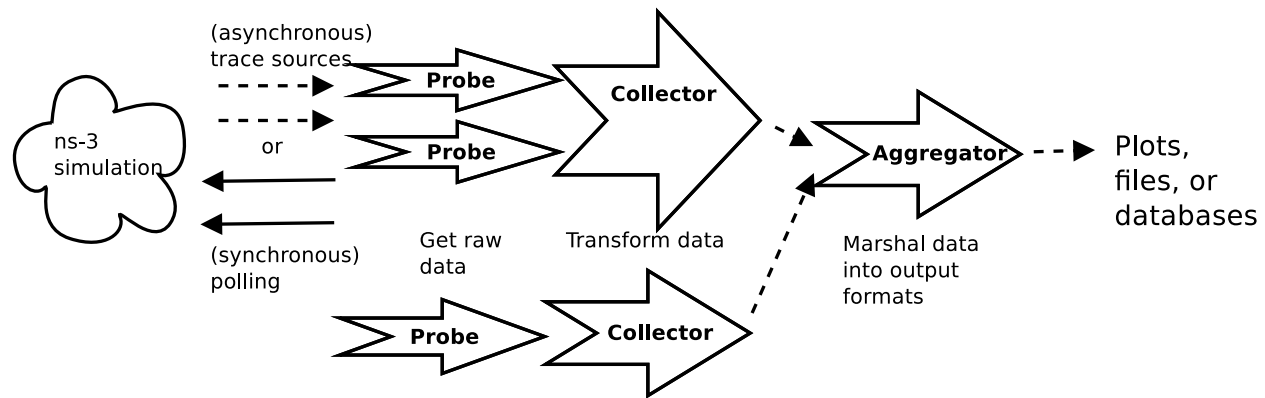 (asynchronous)
trace sources
Probe
Collector
ns-3
simulation
or
Probe
Aggregator
Plots,
files, or
databases
(synchronous)
polling
Get raw
data
Transform data
Marshal data
into output
formats
Probe
Collector